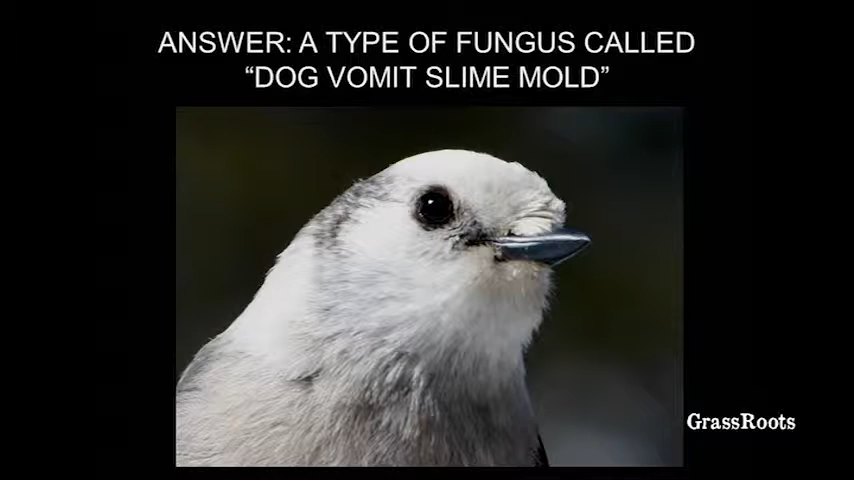 ANSWER: A TYPE OF FUNGUS CALLED
“DOG VOMIT SLIME MOLD”
GrassRoots